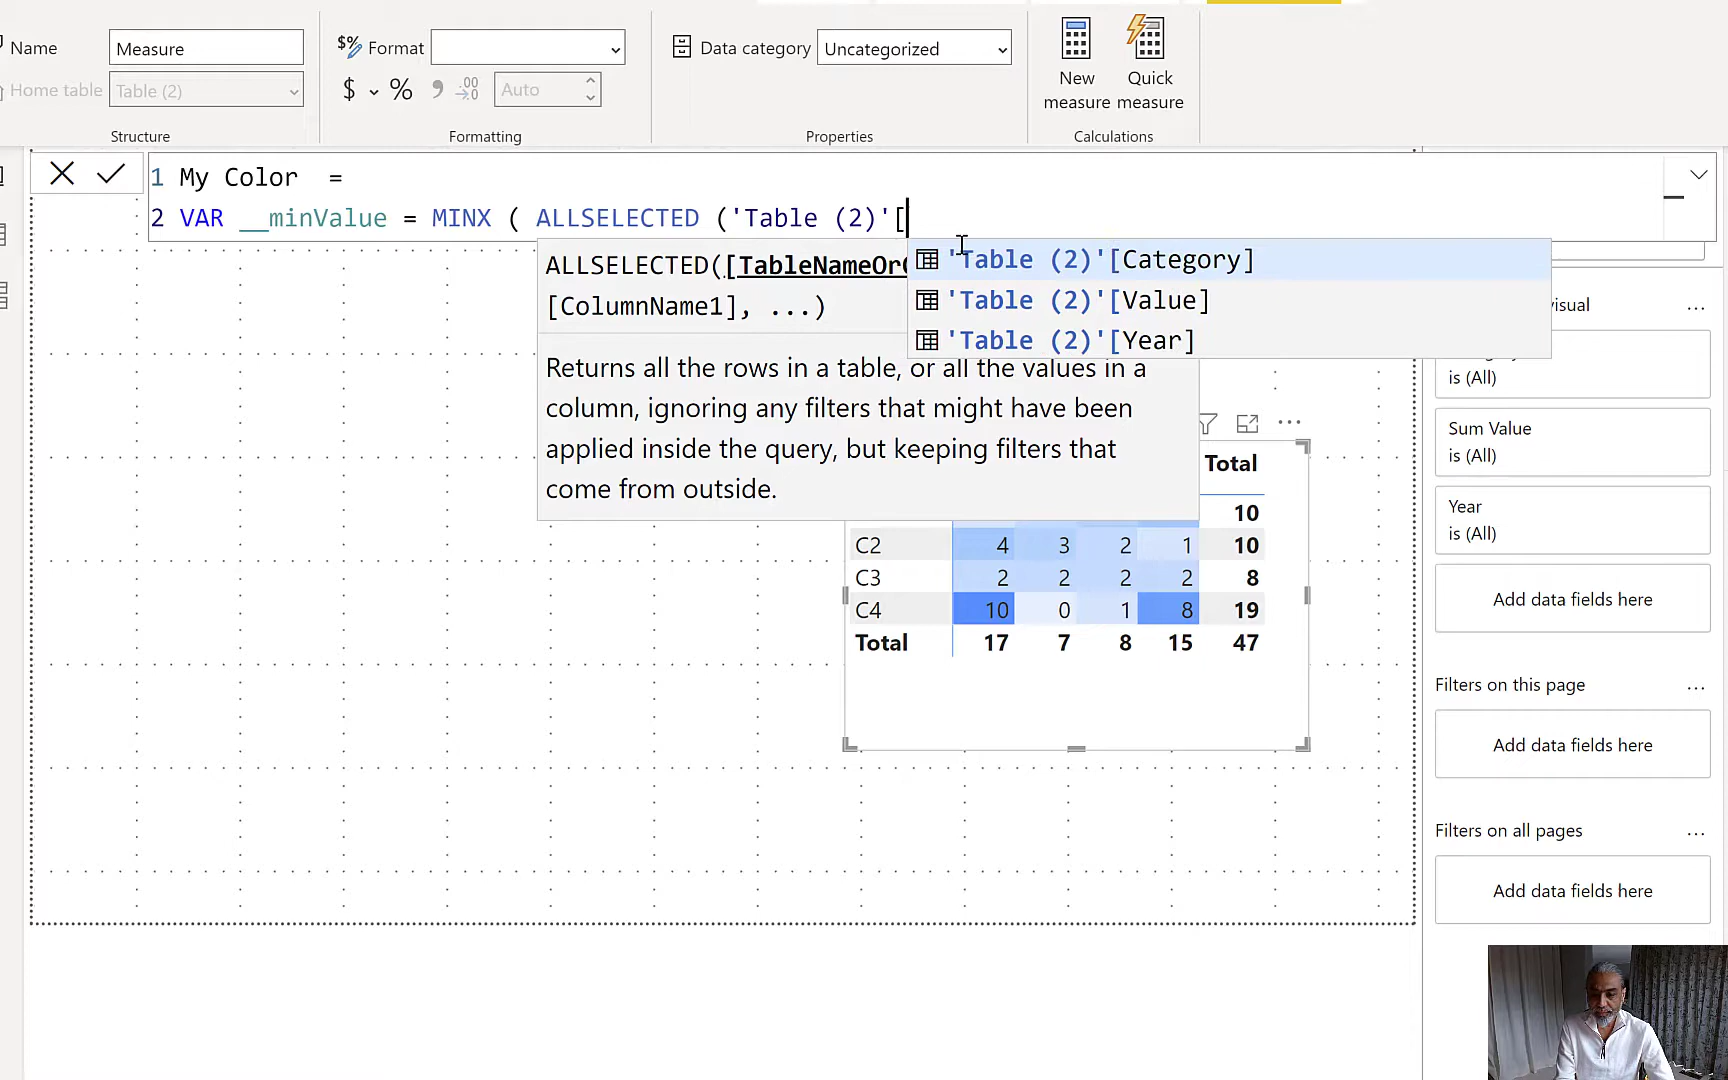 Name
Measure
Format
Data category
Uncategorized
New
measure
Quick
measure
Home table
Table (2)
$
%
Auto
Structure
Formatting
Properties
Calculations
1 My Color =
2 VAR __minValue = MINX ( ALLSELECTED ('Table (2)'[
ALLSELECTED([TableNameOr
[ColumnName1], ...)
Returns all the rows in a table, or all the values in a
column, ignoring any filters that might have been
applied inside the query, but keeping filters that
come from outside.
'Table (2)'[Category]
'Table (2)'[Value]
'Table (2)'[Year]
Total
10
C2 4 3 2 1 10
C3 2 2 2 2 8
C4 10 0 1 8 19
Total 17 7 8 15 47
visual
is (All)
Sum Value
is (All)
Year
is (All)
Add data fields here
Filters on this page
Add data fields here
Filters on all pages
Add data fields here